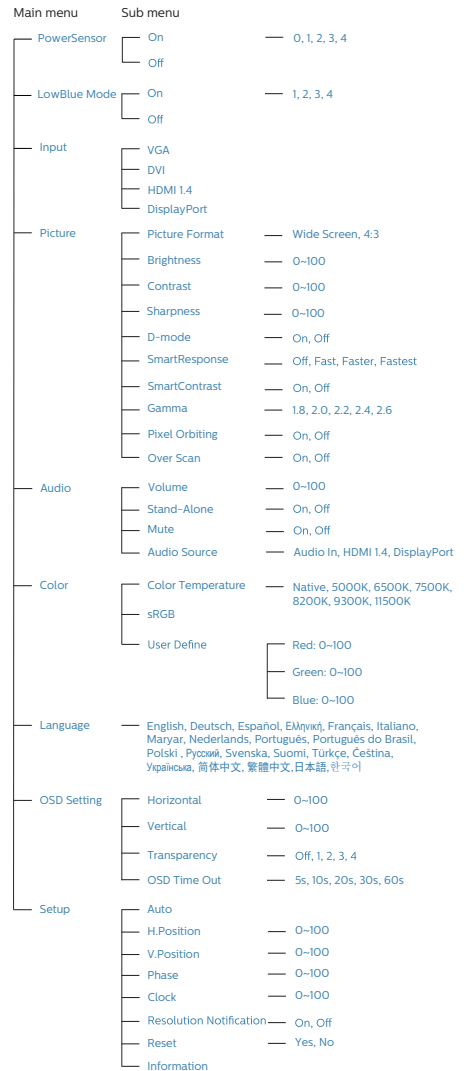 Main menu Sub menu
PowerSensor On 0, 1, 2, 3, 4
Off
LowBlue Mode On 1, 2, 3, 4
Off
Input VGA
DVI
HDMI 1.4
DisplayPort
Picture Picture Format Wide Screen, 4:3
Brightness 0~100
Contrast 0~100
Sharpness 0~100
D-mode On, Off
SmartResponse Off, Fast, Faster, Fastest
SmartContrast On, Off
Gamma 1.8, 2.0, 2.2, 2.4, 2.6
Pixel Orbiting On, Off
Over Scan On, Off
Audio Volume 0~100
Stand-Alone On, Off
Mute On, Off
Audio Source Audio In, HDMI 1.4, DisplayPort
Color Color Temperature Native, 5000K, 6500K, 7500K,
8200K, 9300K, 11500K
sRGB
User Define Red: 0~100
Green: 0~100
Blue: 0~100
Language English, Deutsch, Español, Ελληνική, Français, Italiano,
Maryar, Nederlands, Português, Português do Brasil,
Polski , Русский, Svenska, Suomi, Türkçe, Čeština,
Українська, 简体中文, 繁體中文,日本語,한국어
OSD Setting Horizontal 0~100
Vertical 0~100
Transparency Off, 1, 2, 3, 4
OSD Time Out 5s, 10s, 20s, 30s, 60s
Setup Auto
H.Position 0~100
V.Position 0~100
Phase 0~100
Clock 0~100
Resolution Notification On, Off
Reset Yes, No
Information